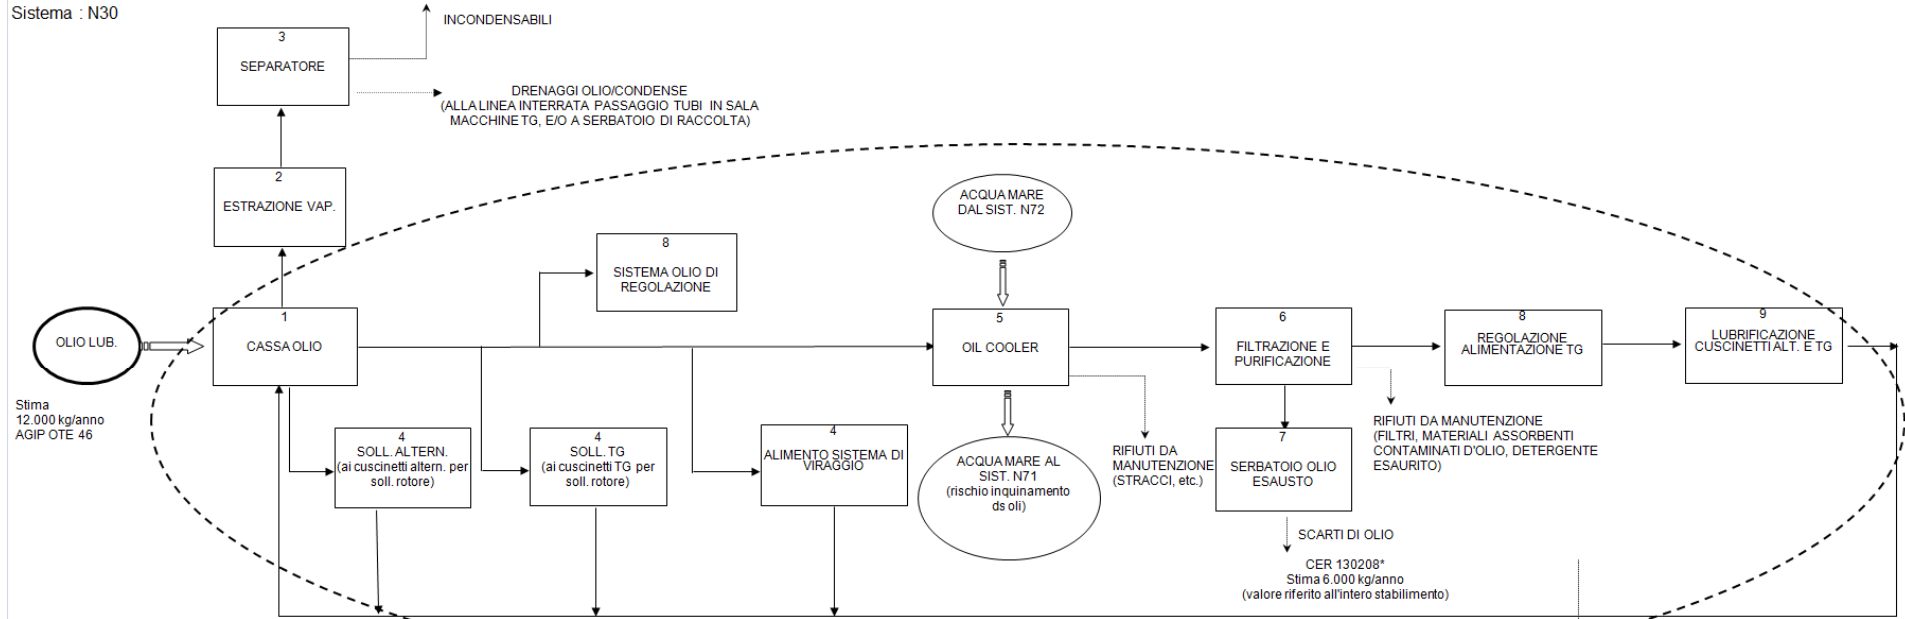 Sistema : N30
INCONDENSABILI
3
SEPARATORE
DRENAGGI OLIO/CONDENSE
(ALLA LINEA INTERRATA PASSAGGIO TUBI IN SALA
MACCHINE TG, E/O A SERBATOIO DI RACCOLTA)
2
ESTRAZIONE VAP.
ACQUA MARE
DAL SIST. N72
8
SISTEMA OLIO DI
REGOLAZIONE
OLIO LUB.
1
CASSA OLIO
5
OIL COOLER
6
FILTRAZIONE E
PURIFICAZIONE
8
REGOLAZIONE
ALIMENTAZIONE TG
9
LUBRIFICAZIONE
CUSCINETTI ALT. E TG
Stima
12.000 kg/anno
AGIP OTE 46
4
SOLL. ALTERN.
(ai cuscinetti altern. per
soll. rotore)
4
SOLL. TG
(ai cuscinetti TG per
soll. rotore)
4
ALIMENTO SISTEMA DI
VIRAGGIO
ACQUA MARE AL
SIST. N71
(rischio inquinamento
ds oli)
RIFIUTI DA
MANUTENZIONE
(STRACCI, etc.)
7
SERBATOIO OLIO
ESAUSTO
RIFIUTI DA MANUTENZIONE
(FILTRI, MATERIALI ASSORBENTI
CONTAMINATI D'OLIO, DETERGENTE
ESAURITO)
SCARTI DI OLIO
CER 130208*
Stima 6.000 kg/anno
(valore riferito all'intero stabilimento)